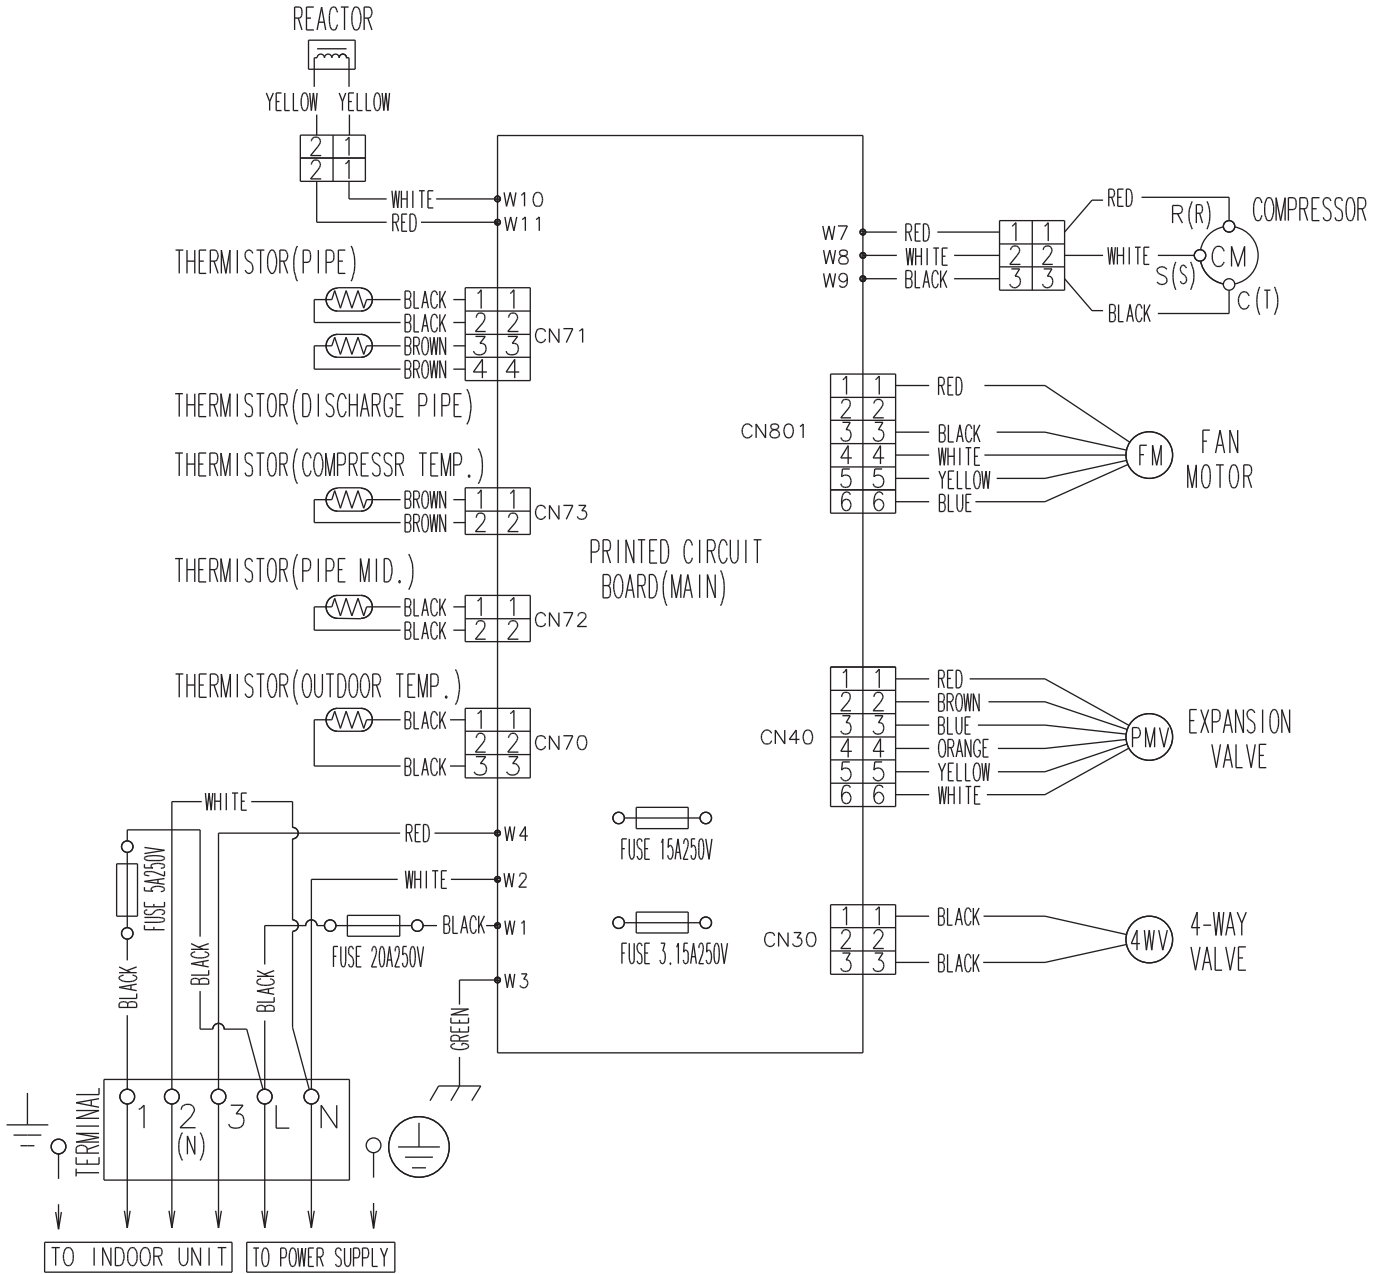 REACTOR
YELLOW YELLOW
2 1
2 1
WHITE W10
RED W11
THERMISTOR(PIPE)
BLACK 1 1
BLACK 2 2
BROWN 3 3
BROWN 4 4
CN71
THERMISTOR(DISCHARGE PIPE)
THERMISTOR(COMPRESSR TEMP.)
BROWN 1 1
BROWN 2 2
CN73
THERMISTOR(PIPE MID.)
BLACK 1 1
BLACK 2 2
CN72
THERMISTOR(OUTDOOR TEMP.)
BLACK 1 1
2 2
BLACK 3 3
CN70
PRINTED CIRCUIT
BOARD(MAIN)
W7 RED 1 1 RED R(R)
W8 WHITE 2 2 WHITE S(S)
W9 BLACK 3 3 BLACK C(T)
CM
COMPRESSOR
CN801
1 1 RED
2 2
3 3 BLACK
4 4 WHITE
5 5 YELLOW
6 6 BLUE
FM
FAN
MOTOR
CN40
1 1 RED
2 2 BROWN
3 3 BLUE
4 4 ORANGE
5 5 YELLOW
6 6 WHITE
PMV
EXPANSION
VALVE
CN30
1 1 BLACK
2 2
3 3 BLACK
4WV
4-WAY
VALVE
FUSE 15A250V
FUSE 3.15A250V
WHITE
RED W4
WHITE W2
BLACK W1
FUSE 20A250V
W3
GREEN
FUSE 5A250V
BLACK
BLACK
BLACK
TERMINAL
1 2 3 L N
(N)
TO INDOOR UNIT
TO POWER SUPPLY